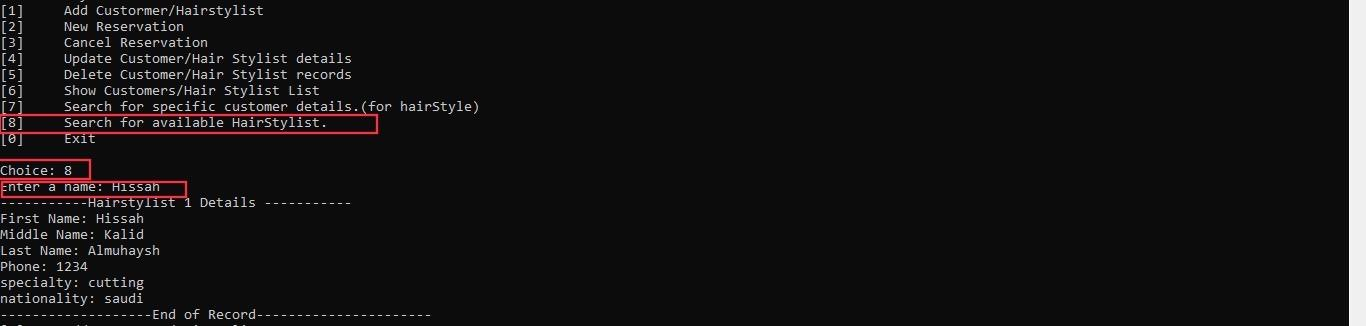 [1] Add Custormer/Hairstylist
[2] New Reservation
[3] Cancel Reservation
[4] Update Customer/Hair Stylist details
[5] Delete Customer/Hair Stylist records
[6] Show Customers/Hair Stylist List
[7] Search for specific customer details.(for hairStyle)
[8] Search for available HairStylist.
[0] Exit
Choice: 8
Enter a name: Hissah
-----------Hairstylist 1 Details -----------
First Name: Hissah
Middle Name: Kalid
Last Name: Almuhaysh
Phone: 1234
specialty: cutting
nationality: saudi
-------------------End of Record----------------------